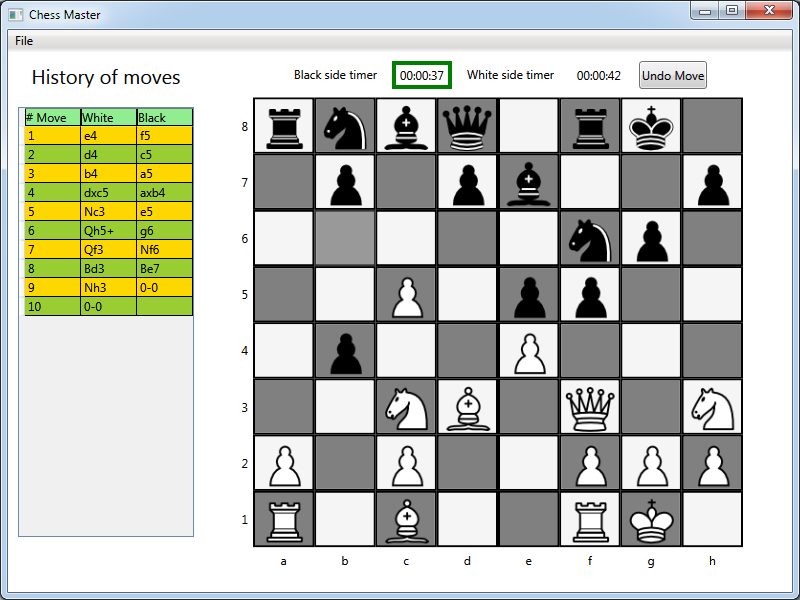 Chess Master
File
History of moves
Black side timer 00:00:37 White side timer 00:00:42 Undo Move
# Move White Black
1 e4 f5
2 d4 c5
3 b4 a5
4 dxc5 axb4
5 Nc3 e5
6 Qh5+ g6
7 Qf3 Nf6
8 Bd3 Be7
9 Nh3 0-0
10 0-0
8
7
6
5
4
3
2
1
a b c d e f g h